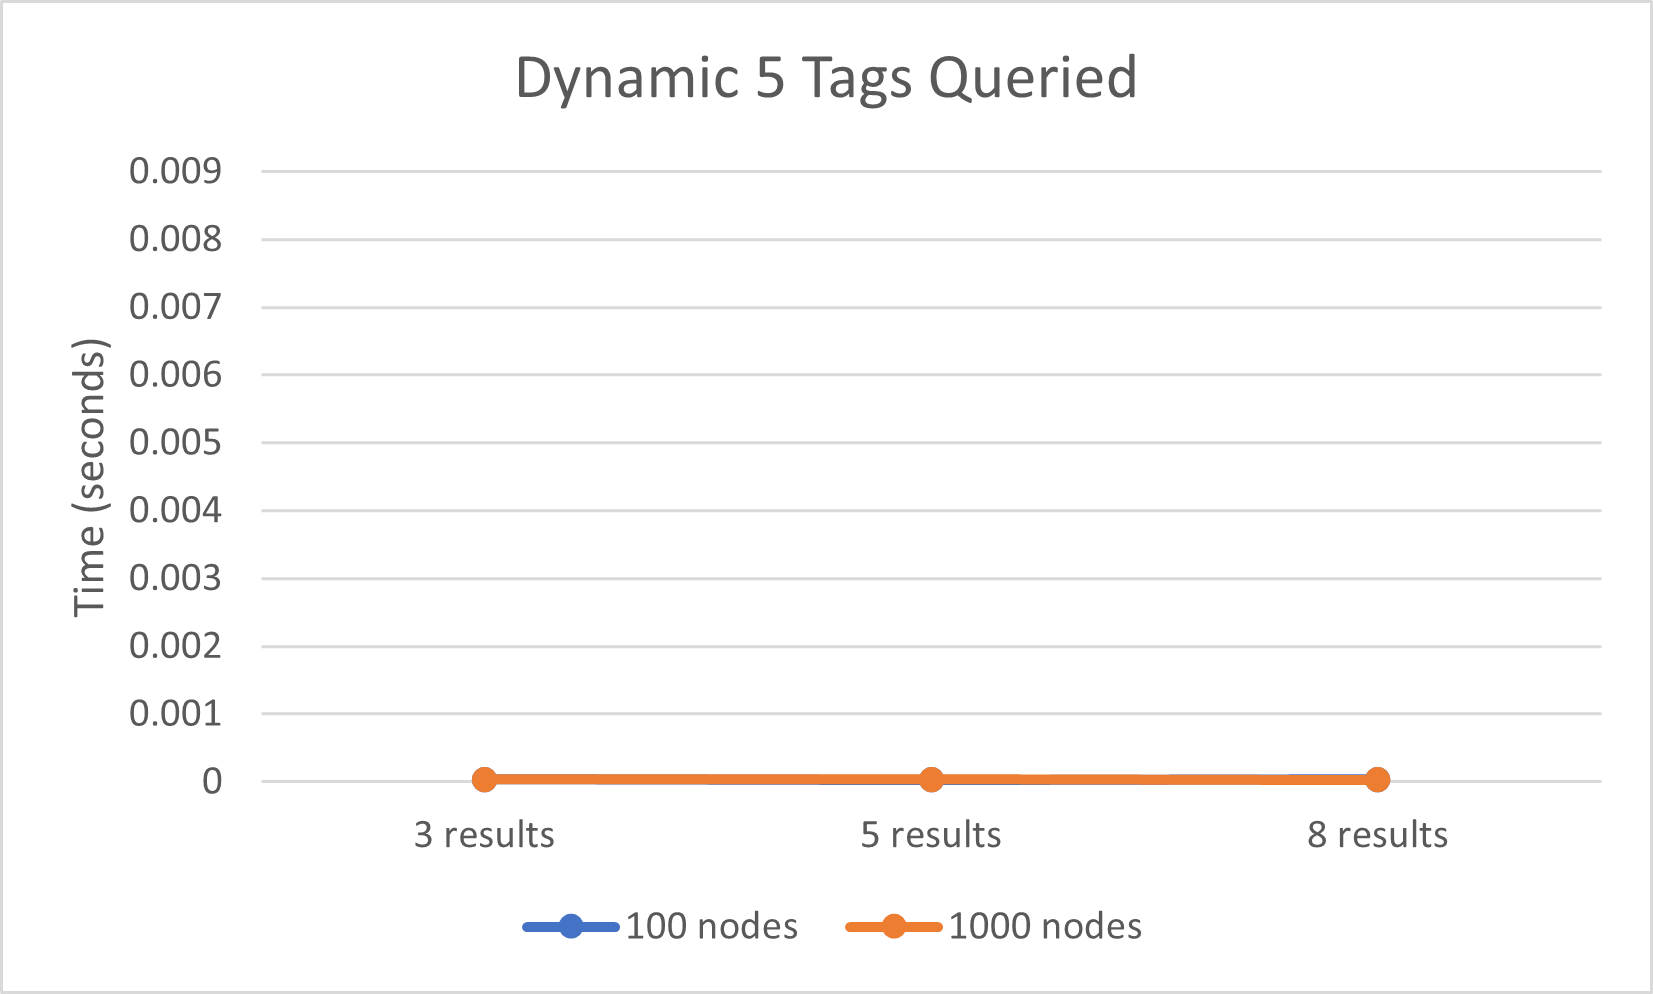 Dynamic 5 Tags Queried
0.009
0.008
0.007
0.006
0.005
0.004
0.003
0.002
0.001
0
Time (seconds)
3 results
5 results
8 results
100 nodes
1000 nodes